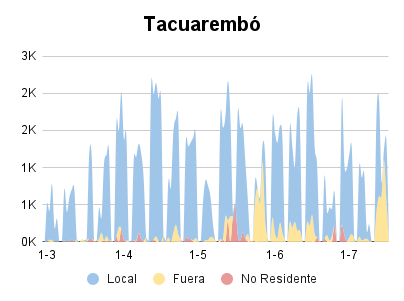 Tacuarembó
3K
2K
2K
1K
1K
0K
1-3
1-4
1-5
1-6
1-7
Local
Fuera
No Residente